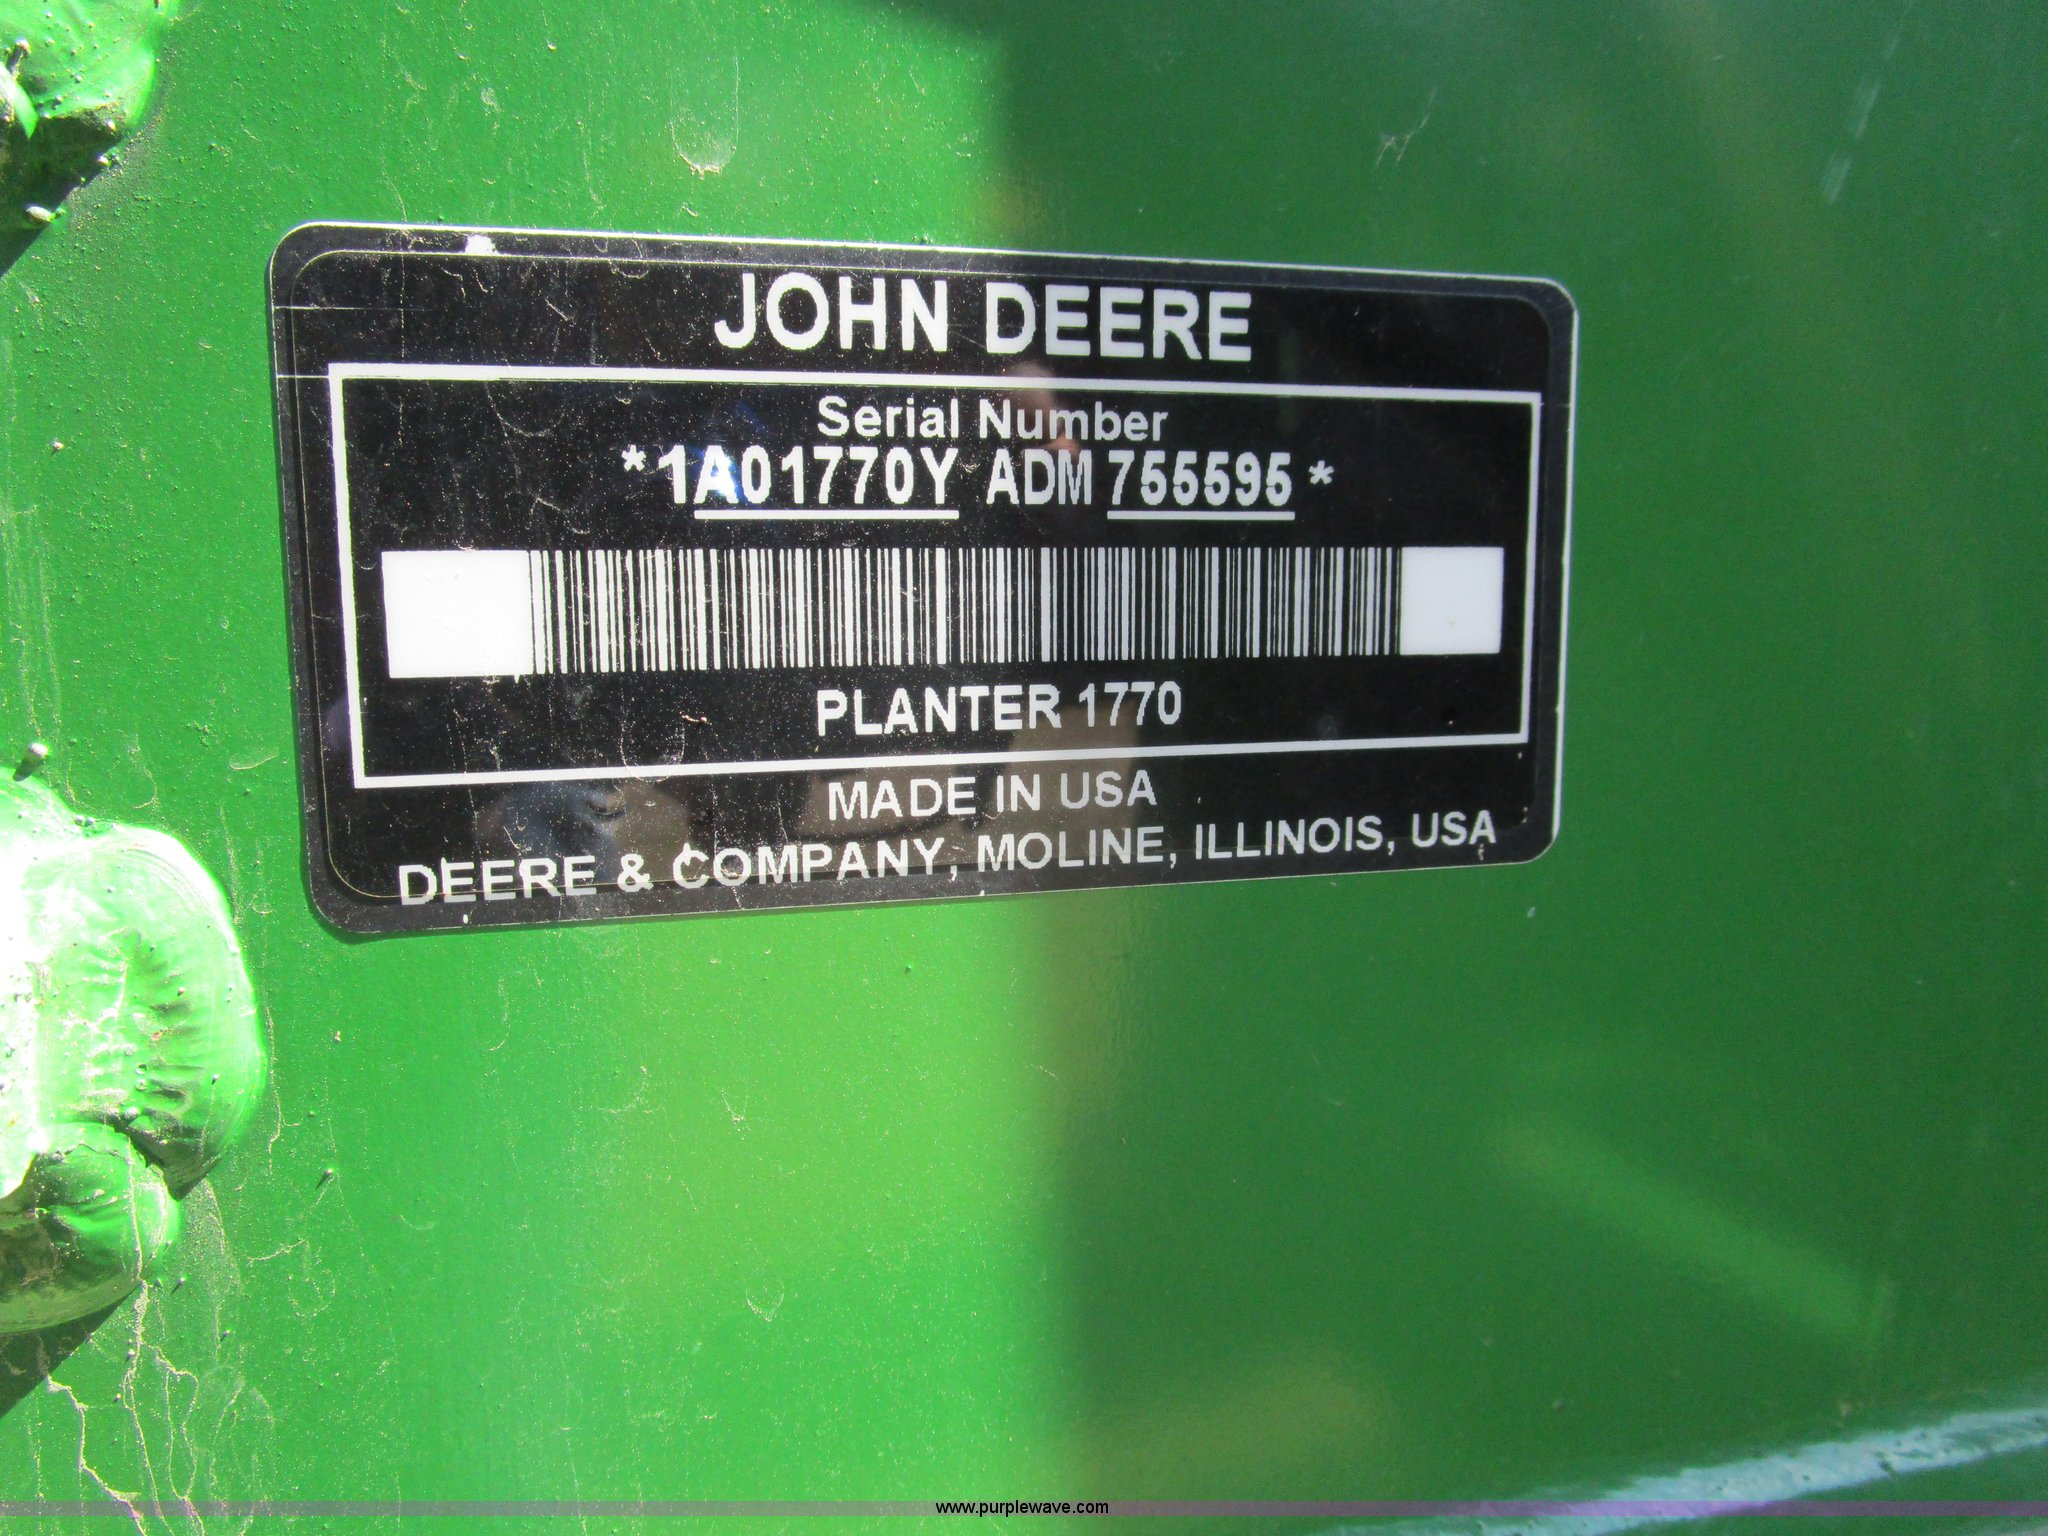 JOHN DEERE
Serial Number
*1A01770Y ADM 755595*
PLANTER 1770
MADE IN USA
DEERE & COMPANY, MOLINE, ILLINOIS, USA
www.purplewave.com